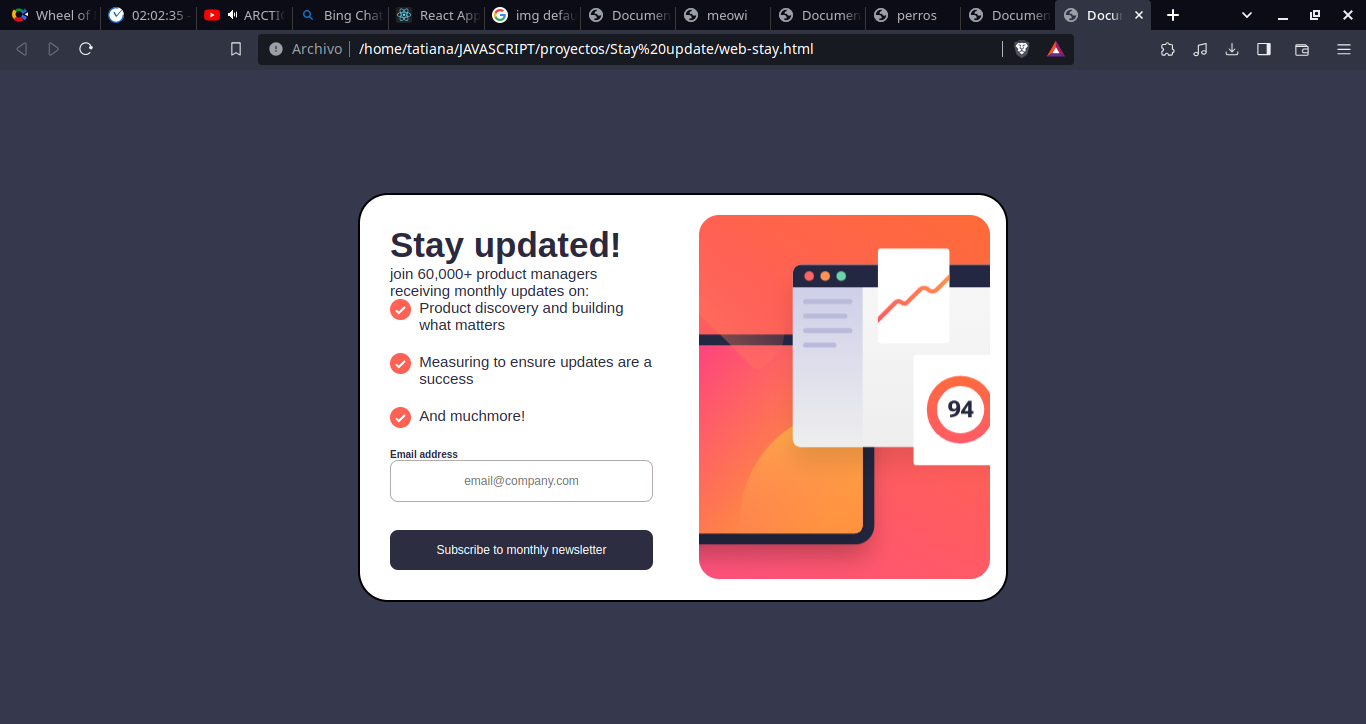 Wheel of
02:02:35 -
ARCTI
Bing Chat
React App
img defau
Documen
meowi
Documen
perros
Documen
Docu
Archivo
/home/tatiana/JAVASCRIPT/proyectos/Stay%20update/web-stay.html
Stay updated!
join 60,000+ product managers
receiving monthly updates on:
Product discovery and building
what matters
Measuring to ensure updates are a
success
And muchmore!
Email address
email@company.com
Subscribe to monthly newsletter
94